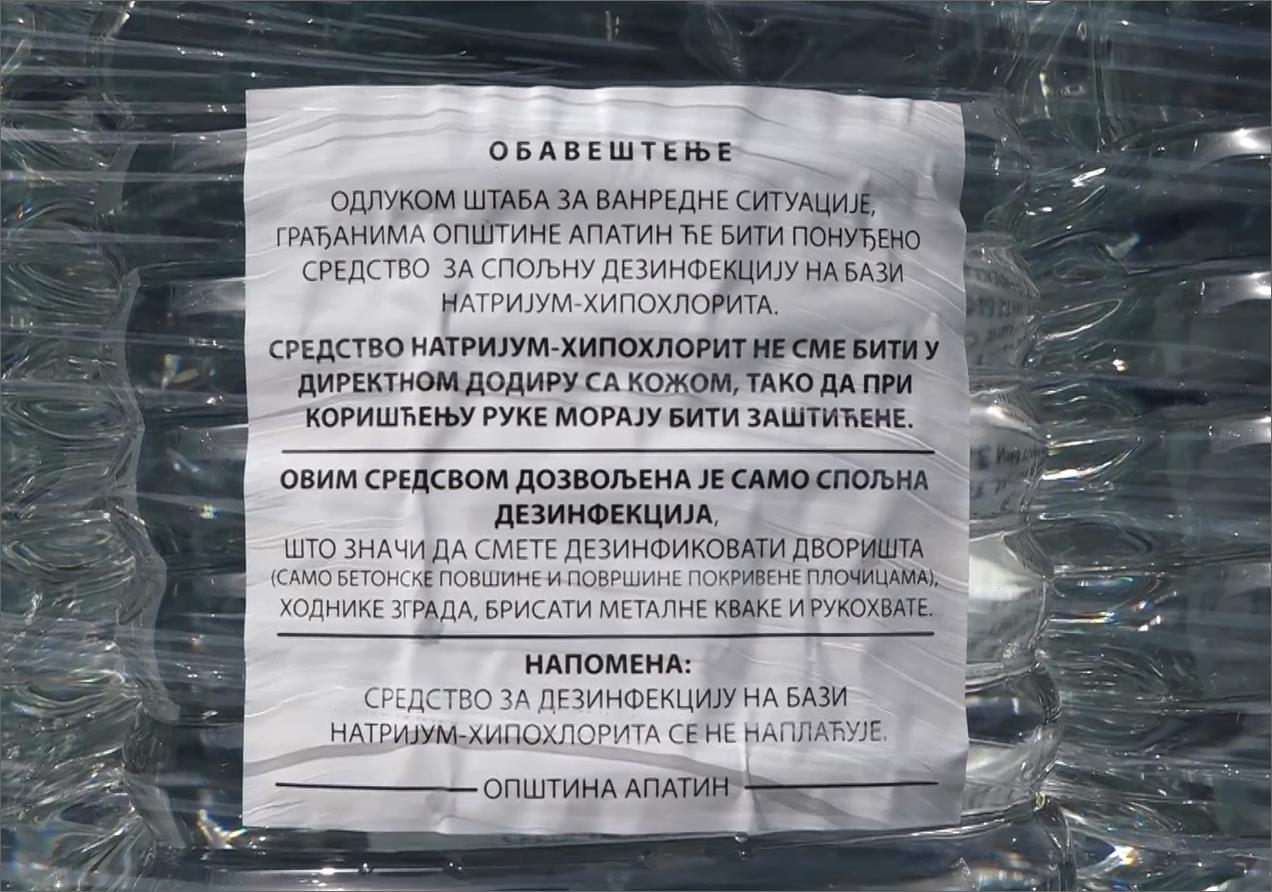 ОБАВЕШТЕЊЕ
ОДЛУКОМ ШТАБА ЗА ВАНРЕДНЕ СИТУАЦИЈЕ,
ГРАЂАНИМА ОПШТИНЕ АПАТИН ЋЕ БИТИ ПОНУЂЕНО
СРЕДСТВО ЗА СПОЉНУ ДЕЗИНФЕКЦИЈУ НА БАЗИ
НАТРИЈУМ-ХИПОХЛОРИТА.
СРЕДСТВО НАТРИЈУМ-ХИПОХЛОРИТ НЕ СМЕ БИТИ У
ДИРЕКТНОМ ДОДИРУ СА КОЖОМ, ТАКО ДА ПРИ
КОРИШЋЕЊУ РУКЕ МОРАЈУ БИТИ ЗАШТИЋЕНЕ.
ОВИМ СРЕДСВОМ ДОЗВОЉЕНА ЈЕ САМО СПОЉНА
ДЕЗИНФЕКЦИЈА,
ШТО ЗНАЧИ ДА СМЕТЕ ДЕЗИНФИКОВАТИ ДВОРИШТА
(САМО БЕТОНСКЕ ПОВШИНЕ И ПОВРШИНЕ ПОКРИВЕНЕ ПЛОЧИЦАМА),
ХОДНИКЕ ЗГРАДА, БРИСАТИ МЕТАЛНЕ КВАКЕ И РУКОХВАТЕ.
НАПОМЕНА:
СРЕДСТВО ЗА ДЕЗИНФЕКЦИЈУ НА БАЗИ
НАТРИЈУМ-ХИПОХЛОРИТА СЕ НЕ НАПЛАЋУЈЕ.
ОПШТИНА АПАТИН